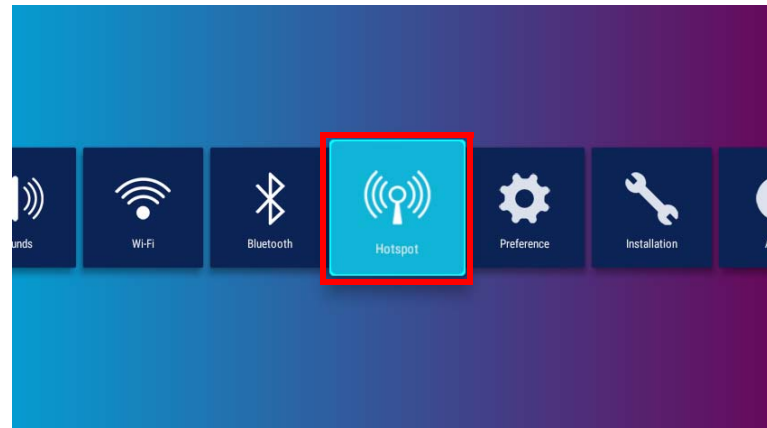 unds
Wi-Fi
Bluetooth
Hotspot
Preference
Installation